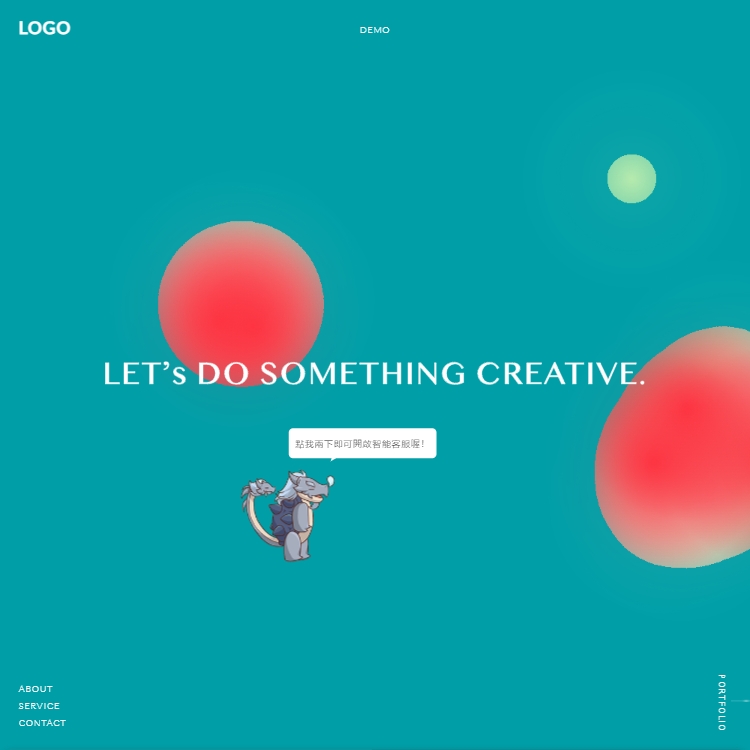 LOGO
DEMO
LET’s DO SOMETHING CREATIVE.
點我兩下即可開啟智能客服喔!
ABOUT
SERVICE
CONTACT
PORTFOLIO